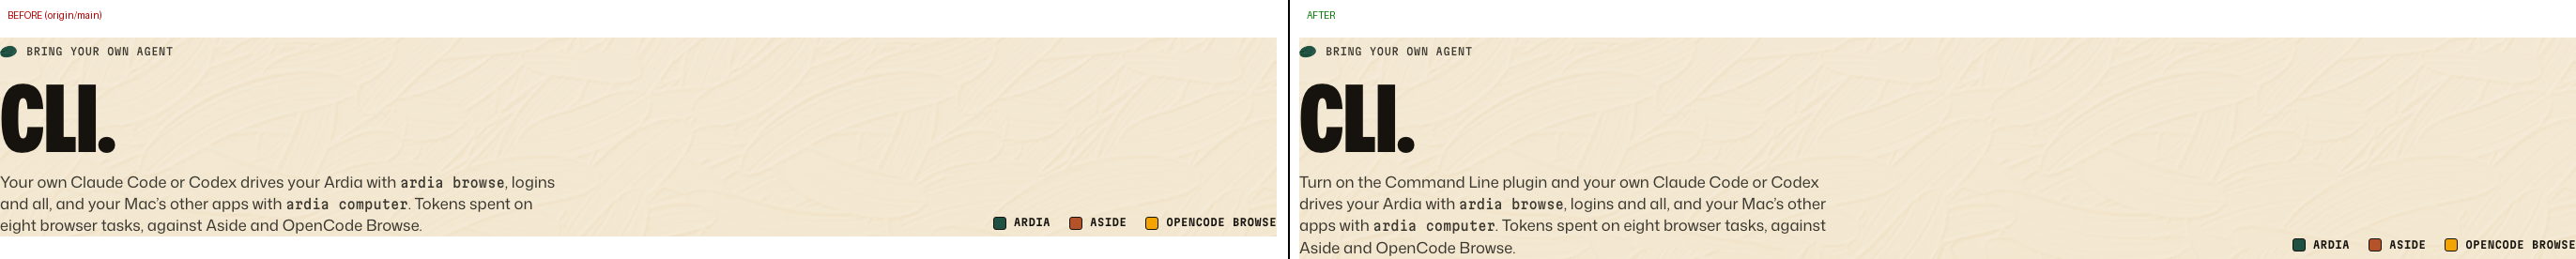 BEFORE (origin/main)
BRING YOUR OWN AGENT
CLI.
Your own Claude Code or Codex drives your Ardia with ardia browse, logins
and all, and your Mac’s other apps with ardia computer. Tokens spent on
eight browser tasks, against Aside and OpenCode Browse.
ARDIA ASIDE OPENCODE BROWSE
AFTER
BRING YOUR OWN AGENT
CLI.
Turn on the Command Line plugin and your own Claude Code or Codex
drives your Ardia with ardia browse, logins and all, and your Mac’s other
apps with ardia computer. Tokens spent on eight browser tasks, against
Aside and OpenCode Browse.
ARDIA ASIDE OPENCODE BROWSE